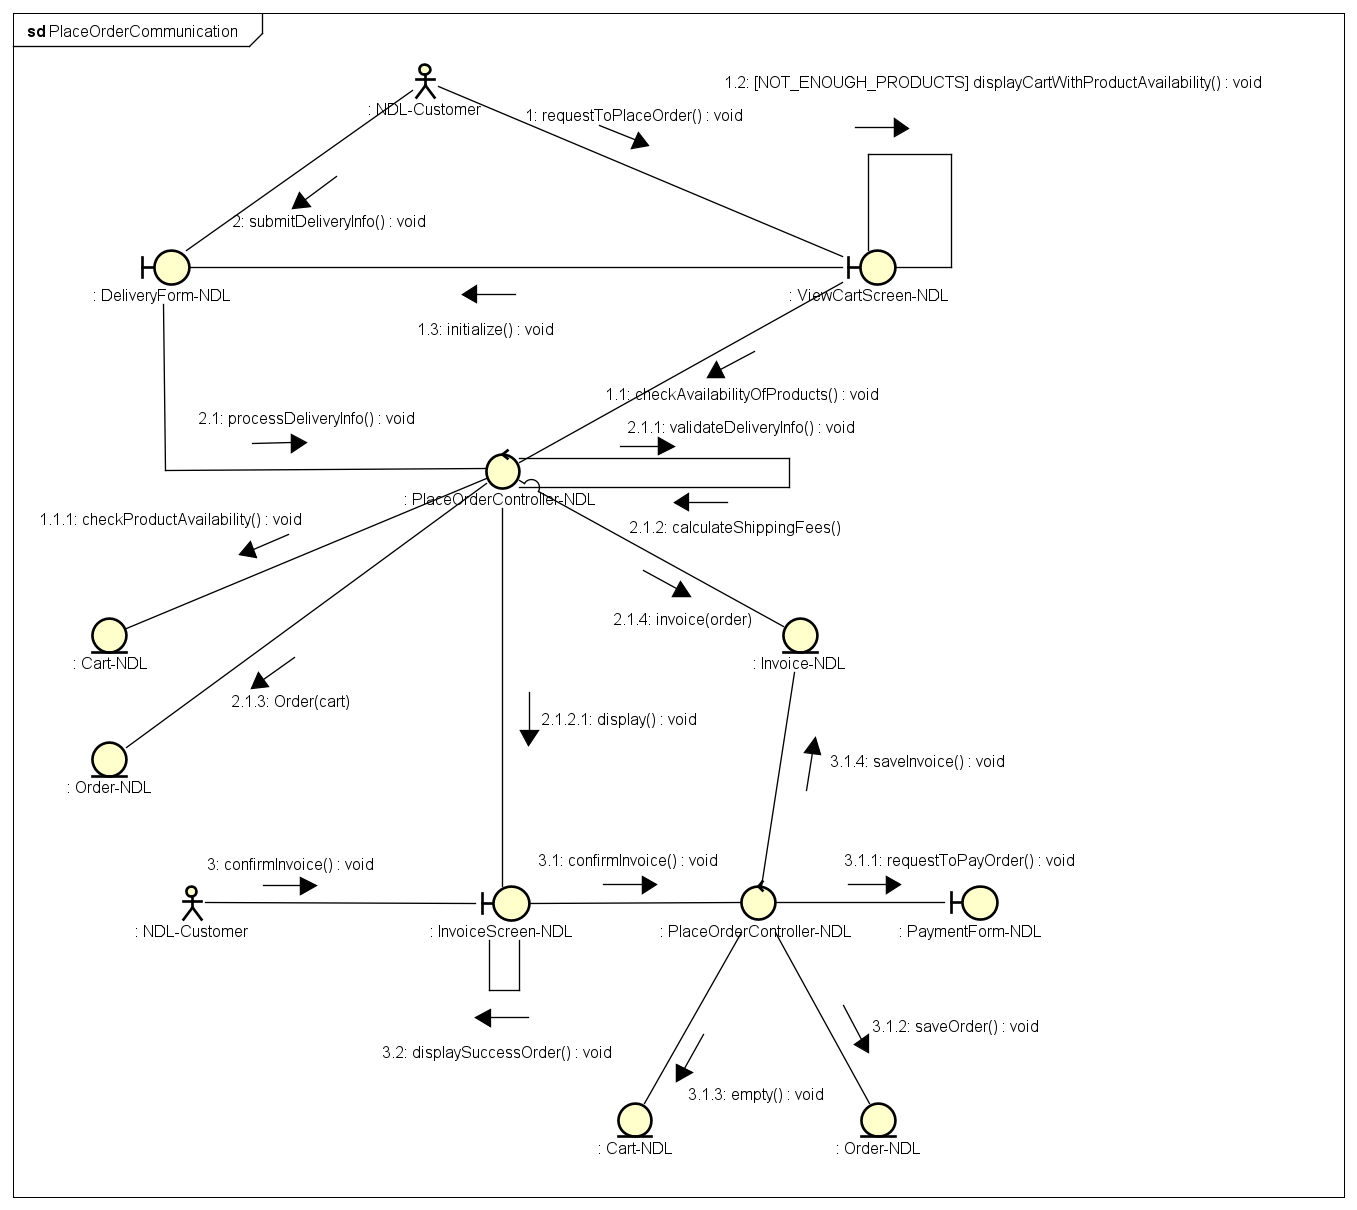 sd PlaceOrderCommunication
1.2: [NOT_ENOUGH_PRODUCTS] displayCartWithProductAvailability() : void
: NDL-Customer
1: requestToPlaceOrder() : void
2: submitDeliveryInfo() : void
: DeliveryForm-NDL
: ViewCartScreen-NDL
1.3: initialize() : void
1.1: checkAvailabilityOfProducts() : void
2.1: processDeliveryInfo() : void
2.1.1: validateDeliveryInfo() : void
: PlaceOrderController-NDL
1.1.1: checkProductAvailability() : void
2.1.2: calculateShippingFees()
2.1.4: invoice(order)
: Cart-NDL
: Invoice-NDL
2.1.3: Order(cart)
2.1.2.1: display() : void
3.1.4: saveInvoice() : void
: Order-NDL
3: confirmInvoice() : void
3.1: confirmInvoice() : void
3.1.1: requestToPayOrder() : void
: NDL-Customer
: InvoiceScreen-NDL
: PlaceOrderController-NDL
: PaymentForm-NDL
3.1.2: saveOrder() : void
3.2: displaySuccessOrder() : void
3.1.3: empty() : void
: Cart-NDL
: Order-NDL